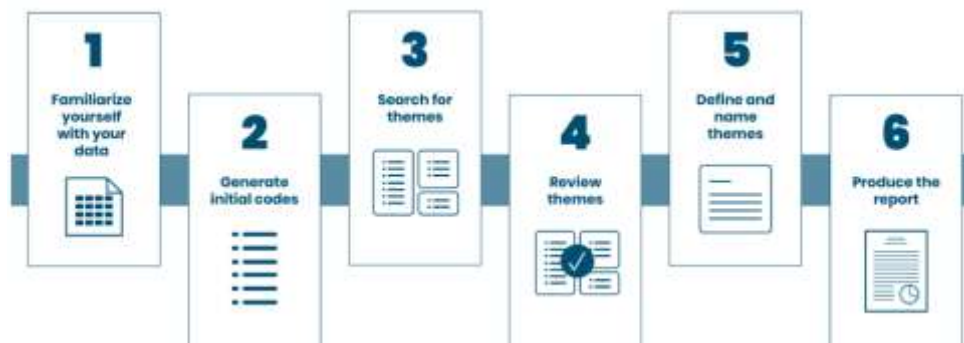 1
Familiarize
yourself
with your
data
2
Generate
initial codes
3
Search for
themes
4
Review
themes
5
Define and
name
themes
6
Produce the
report